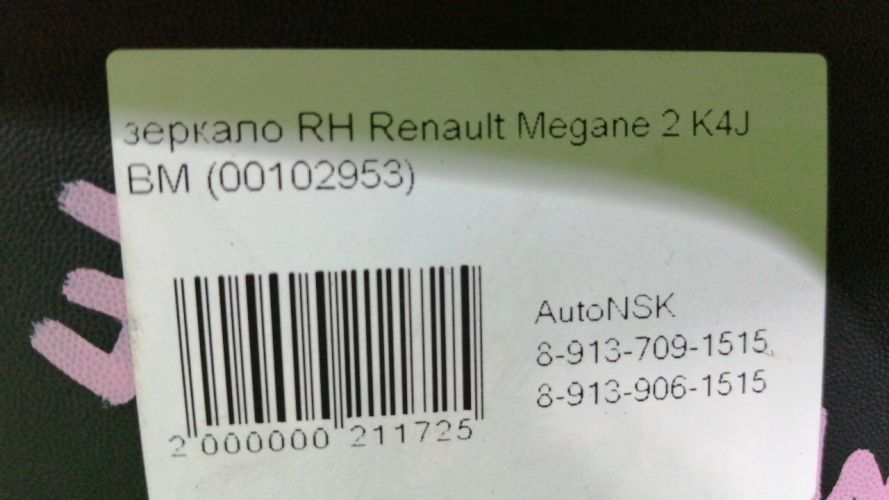 зеркало RH Renault Megane 2 K4J
BM (00102953)
AutoNSK
8-913-709-1515
8-913-906-1515
2 000000 211725